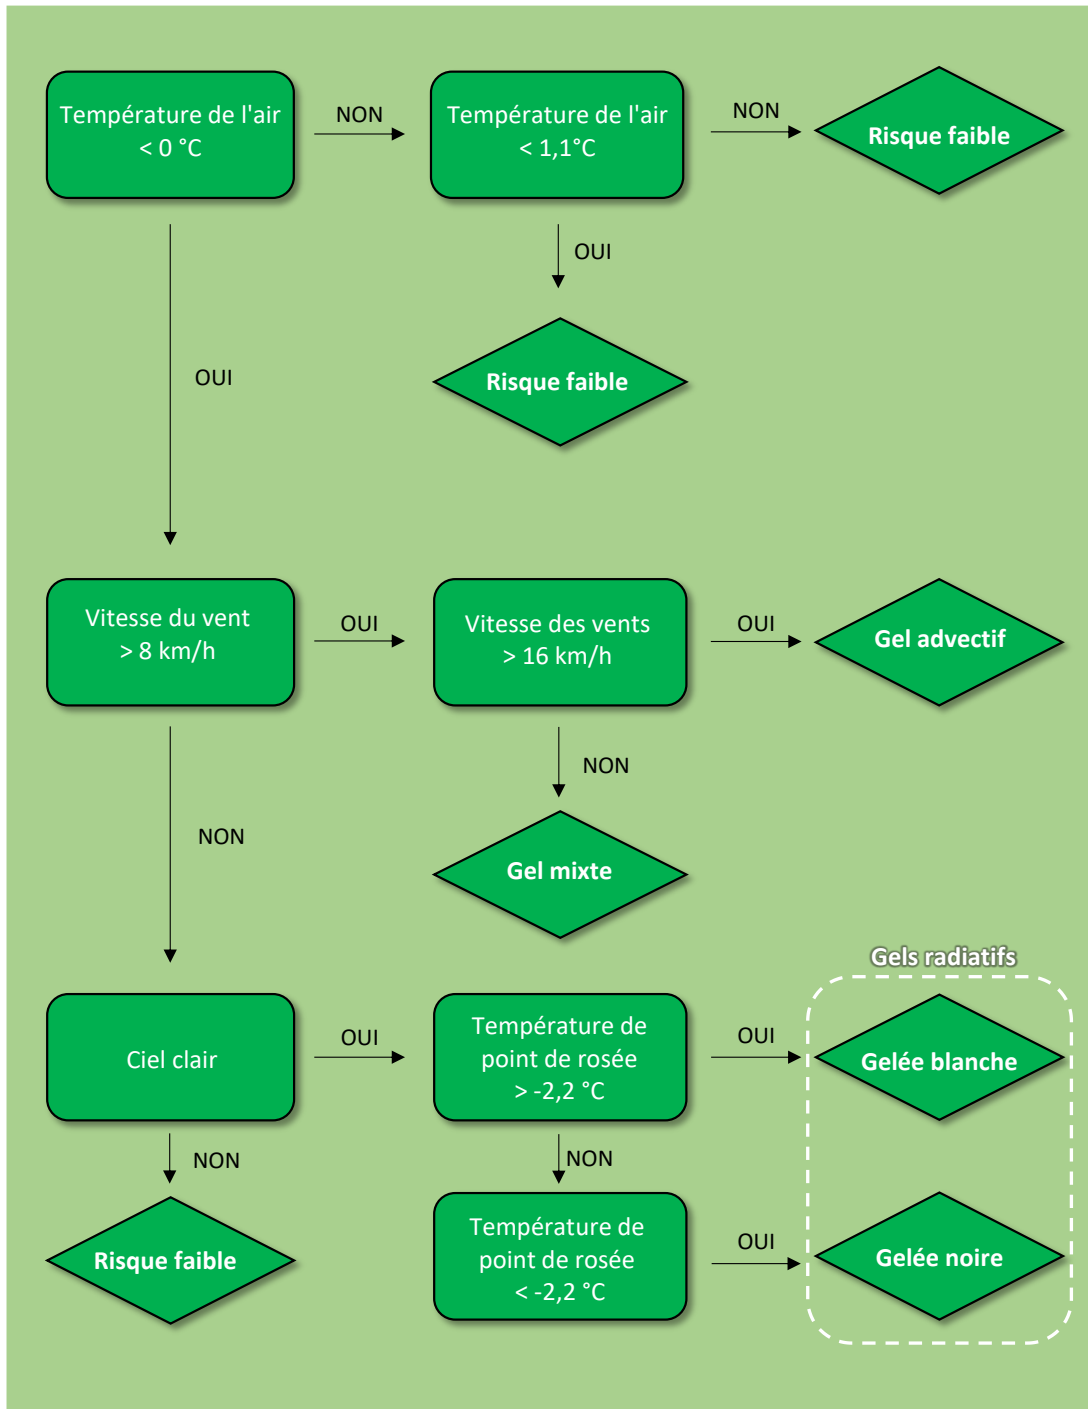 Température de l'air
< 0 °C
NON
Température de l'air
< 1,1°C
NON
Risque faible
OUI
Risque faible
OUI
Vitesse du vent
> 8 km/h
OUI
Vitesse des vents
> 16 km/h
OUI
Gel advectif
NON
Gel mixte
NON
Gels radiatifs
Ciel clair
OUI
Température de
point de rosée
> -2,2 °C
OUI
Gelée blanche
NON
Risque faible
NON
Température de
point de rosée
< -2,2 °C
OUI
Gelée noire